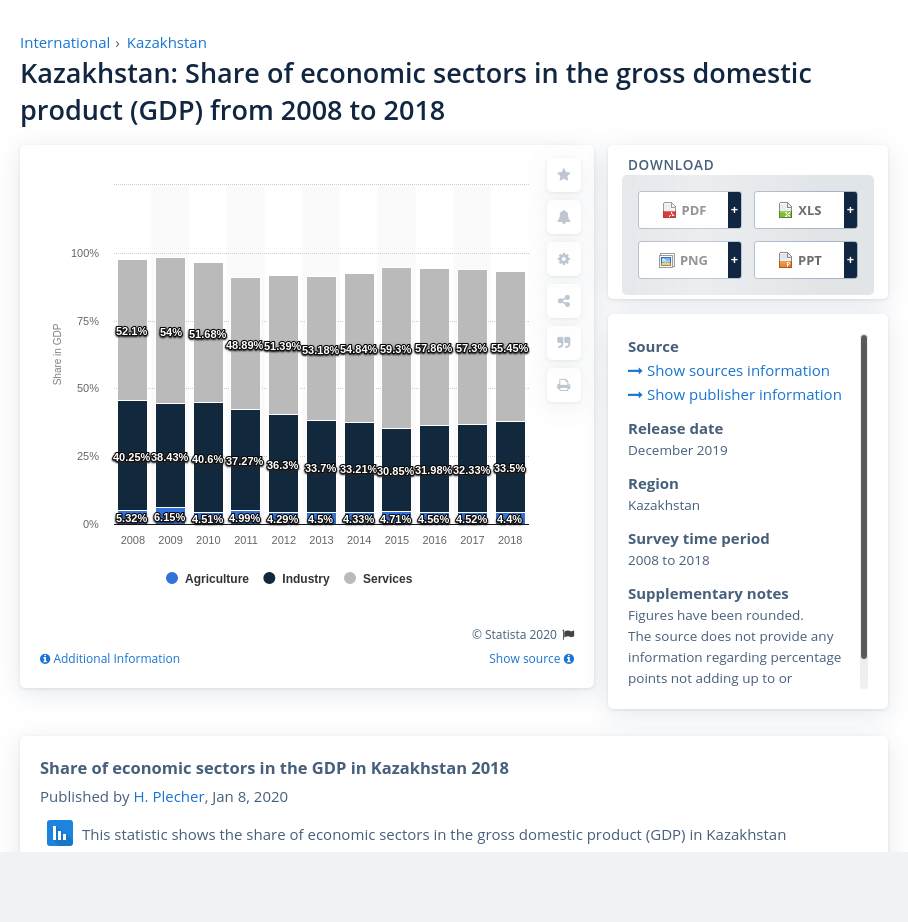 International › Kazakhstan
Kazakhstan: Share of economic sectors in the gross domestic
product (GDP) from 2008 to 2018
Share in GDP
100%
75%
50%
25%
0%
52.1% 54% 51.68% 48.89% 51.39% 53.18% 54.84% 59.3% 57.86% 57.3% 55.45%
40.25% 38.43% 40.6% 37.27% 36.3% 33.7% 33.21% 30.85% 31.98% 32.33% 33.5%
5.32% 6.15% 4.51% 4.99% 4.29% 4.5% 4.33% 4.71% 4.56% 4.52% 4.4%
2008 2009 2010 2011 2012 2013 2014 2015 2016 2017 2018
Agriculture Industry Services
© Statista 2020
Additional Information
Show source
DOWNLOAD
PDF + XLS +
PNG + PPT +
Source
Show sources information
Show publisher information
Release date
December 2019
Region
Kazakhstan
Survey time period
2008 to 2018
Supplementary notes
Figures have been rounded.
The source does not provide any
information regarding percentage
points not adding up to or
Share of economic sectors in the GDP in Kazakhstan 2018
Published by H. Plecher, Jan 8, 2020
This statistic shows the share of economic sectors in the gross domestic product (GDP) in Kazakhstan